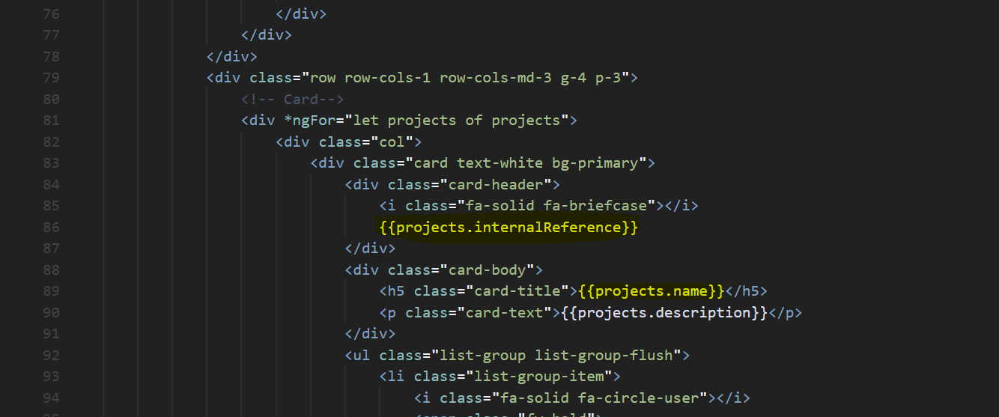 76 </div>
77 </div>
78 </div>
79 <div class="row row-cols-1 row-cols-md-3 g-4 p-3">
80 <!-- Card-->
81 <div *ngFor="let projects of projects">
82 <div class="col">
83 <div class="card text-white bg-primary">
84 <div class="card-header">
85 <i class="fa-solid fa-briefcase"></i>
86 {{projects.internalReference}}
87 </div>
88 <div class="card-body">
89 <h5 class="card-title">{{projects.name}}</h5>
90 <p class="card-text">{{projects.description}}</p>
91 </div>
92 <ul class="list-group list-group-flush">
93 <li class="list-group-item">
94 <i class="fa-solid fa-circle-user"></i>